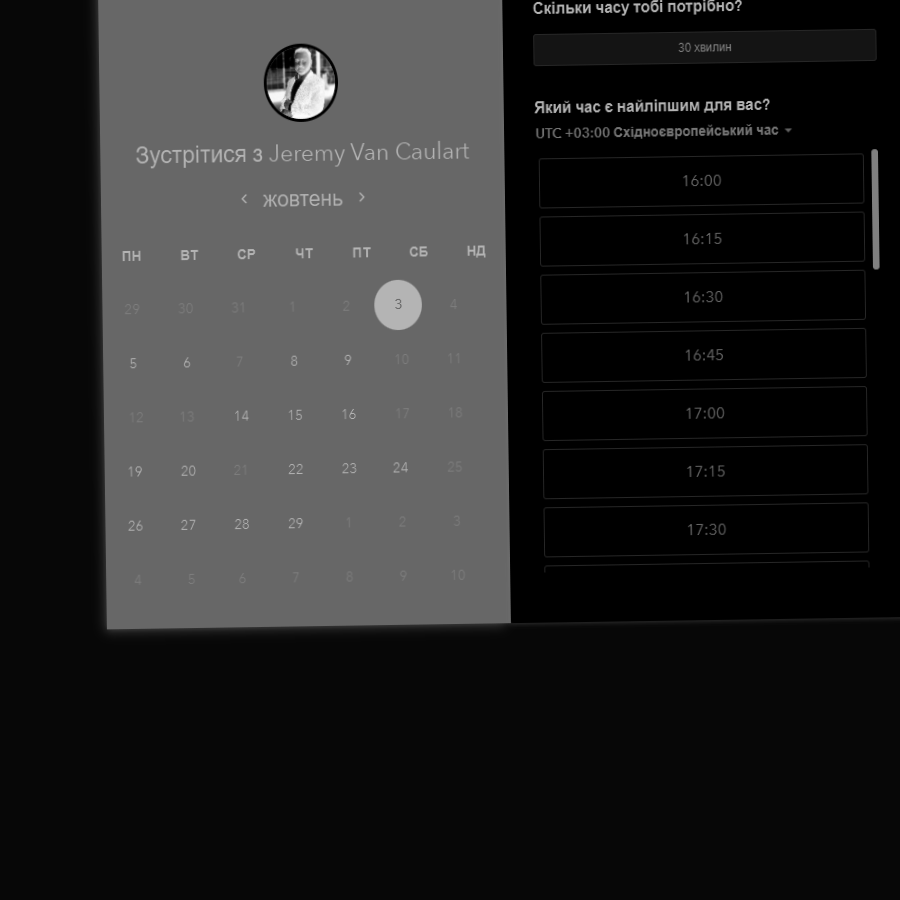 Зустрітися з Jeremy Van Caulart
‹ жовтень ›
ПН ВТ СР ЧТ ПТ СБ НД
29 30 31 1 2 3 4
5 6 7 8 9 10 11
12 13 14 15 16 17 18
19 20 21 22 23 24 25
26 27 28 29 1 2 3
4 5 6 7 8 9 10
Скільки часу тобі потрібно?
30 хвилин
Який час є найліпшим для вас?
UTC +03:00 Східноєвропейський час
16:00
16:15
16:30
16:45
17:00
17:15
17:30